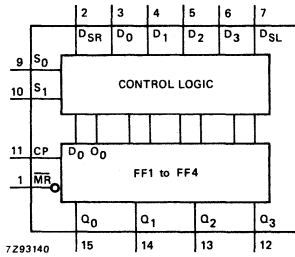 2 3 4 5 6 7
DSR D0 D1 D2 D3 DSL
9 S0
CONTROL LOGIC
10 S1
11 CP D0 O0
FF1 to FF4
1 MR
Q0 Q1 Q2 Q3
7Z93140 15 14 13 12